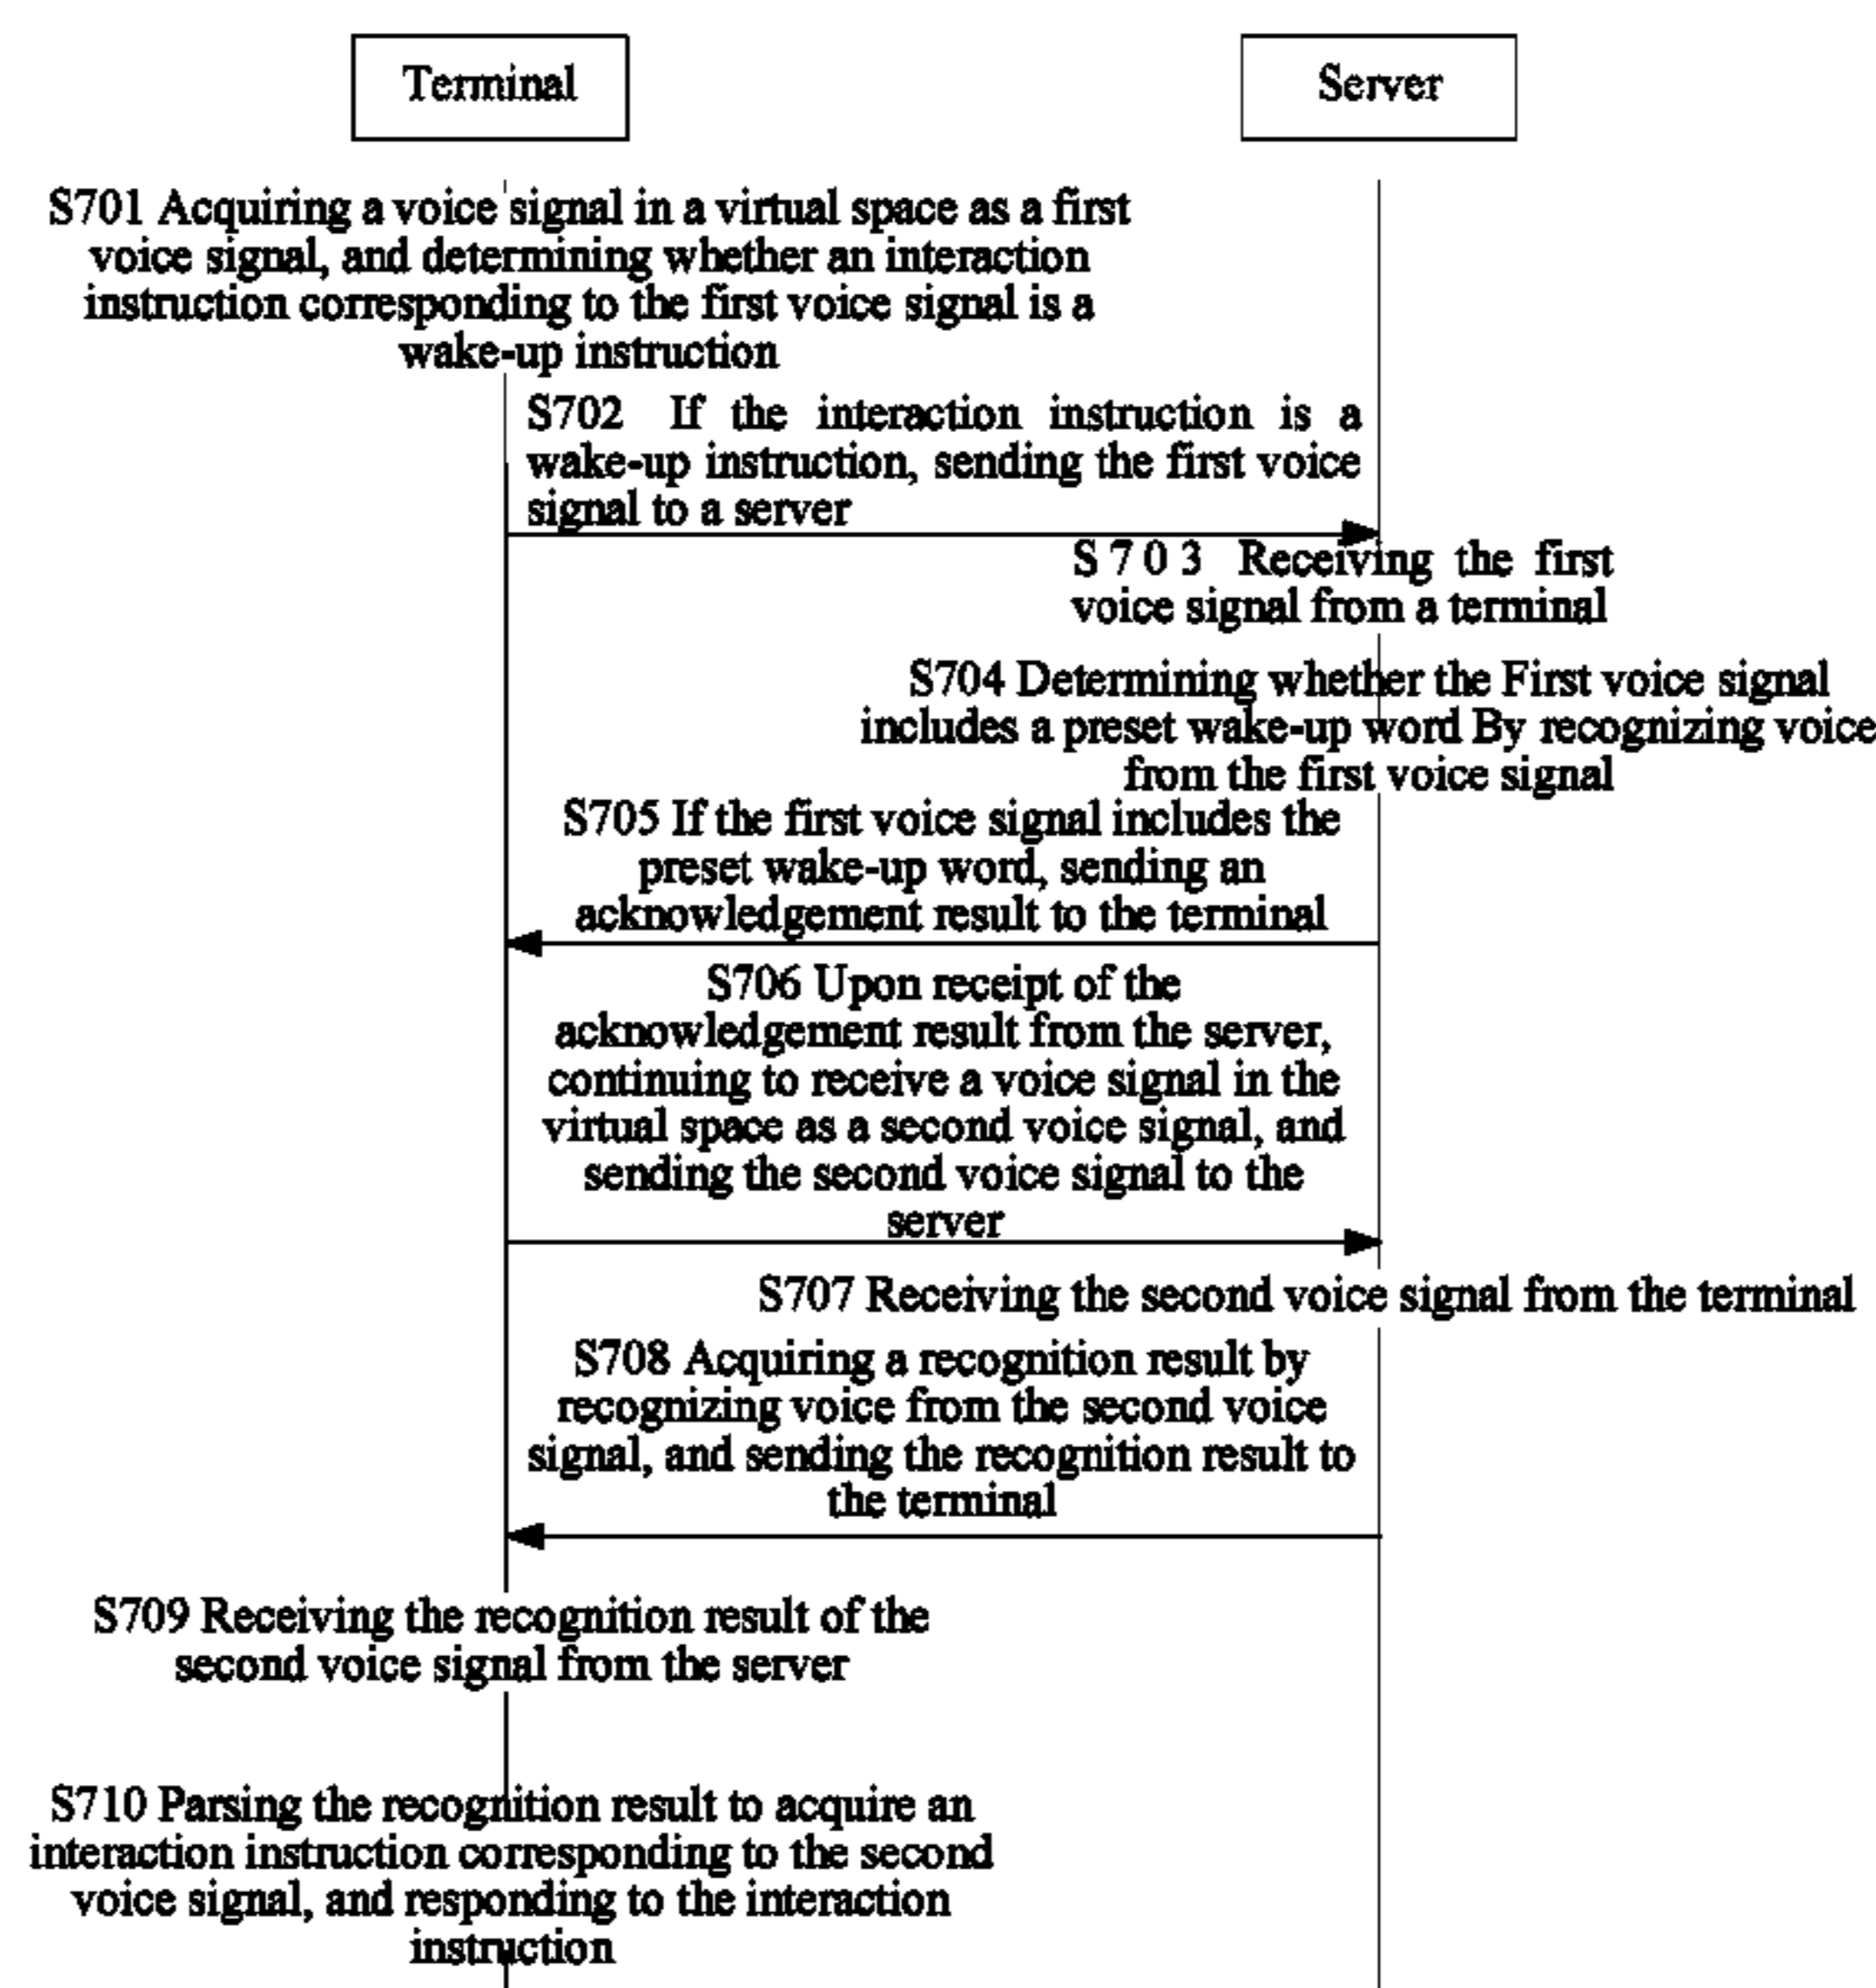 Terminal
Server
S701 Acquiring a voice signal in a virtual space as a first
voice signal, and determining whether an interaction
instruction corresponding to the first voice signal is a
wake-up instruction
S702 If the interaction instruction is a
wake-up instruction, sending the first voice
signal to a server
S703 Receiving the first
voice signal from a terminal
S704 Determining whether the First voice signal
includes a preset wake-up word By recognizing voice
from the first voice signal
S705 If the first voice signal includes the
preset wake-up word, sending an
acknowledgement result to the terminal
S706 Upon receipt of the
acknowledgement result from the server,
continuing to receive a voice signal in the
virtual space as a second voice signal, and
sending the second voice signal to the
server
S707 Receiving the second voice signal from the terminal
S708 Acquiring a recognition result by
recognizing voice from the second voice
signal, and sending the recognition result to
the terminal
S709 Receiving the recognition result of the
second voice signal from the server
S710 Parsing the recognition result to acquire an
interaction instruction corresponding to the second
voice signal, and responding to the interaction
instruction